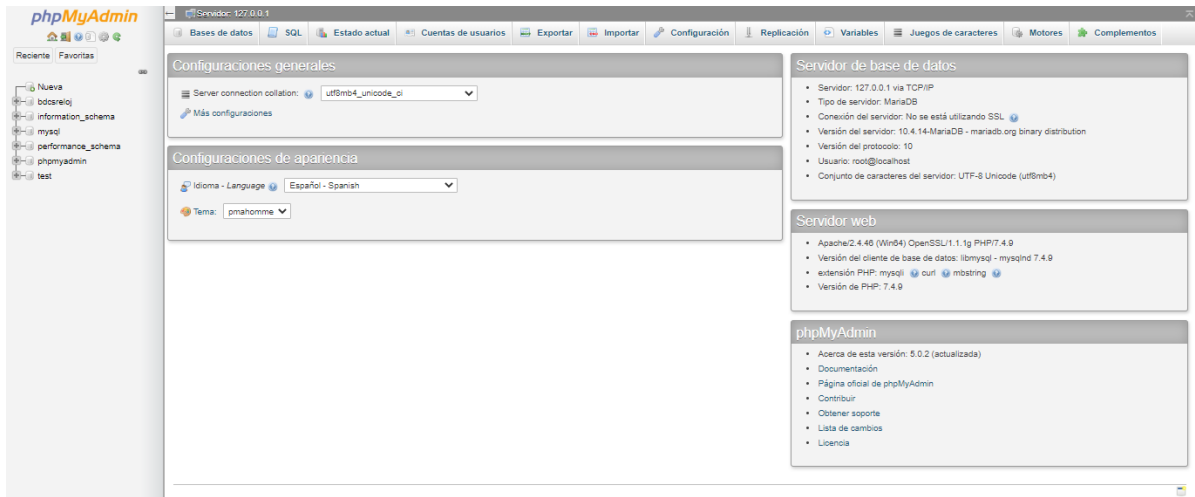 phpMyAdmin
Reciente Favoritas
Nueva
bdcsreloj
information_schema
mysql
performance_schema
phpmyadmin
test
Servidor: 127.0.0.1
Bases de datos SQL Estado actual Cuentas de usuarios Exportar Importar Configuración Replicación Variables Juegos de caracteres Motores Complementos
Configuraciones generales
Server connection collation: utf8mb4_unicode_ci
Más configuraciones
Configuraciones de apariencia
Idioma - Language Español - Spanish
Tema: pmahomme
Servidor de base de datos
• Servidor: 127.0.0.1 via TCP/IP
• Tipo de servidor: MariaDB
• Conexión del servidor: No se está utilizando SSL
• Versión del servidor: 10.4.14-MariaDB - mariadb.org binary distribution
• Versión del protocolo: 10
• Usuario: root@localhost
• Conjunto de caracteres del servidor: UTF-8 Unicode (utf8mb4)
Servidor web
• Apache/2.4.46 (Win64) OpenSSL/1.1.1g PHP/7.4.9
• Versión del cliente de base de datos: libmysql - mysqlnd 7.4.9
• extensión PHP: mysqli curl mbstring
• Versión de PHP: 7.4.9
phpMyAdmin
• Acerca de esta versión: 5.0.2 (actualizada)
• Documentación
• Página oficial de phpMyAdmin
• Contribuir
• Obtener soporte
• Lista de cambios
• Licencia